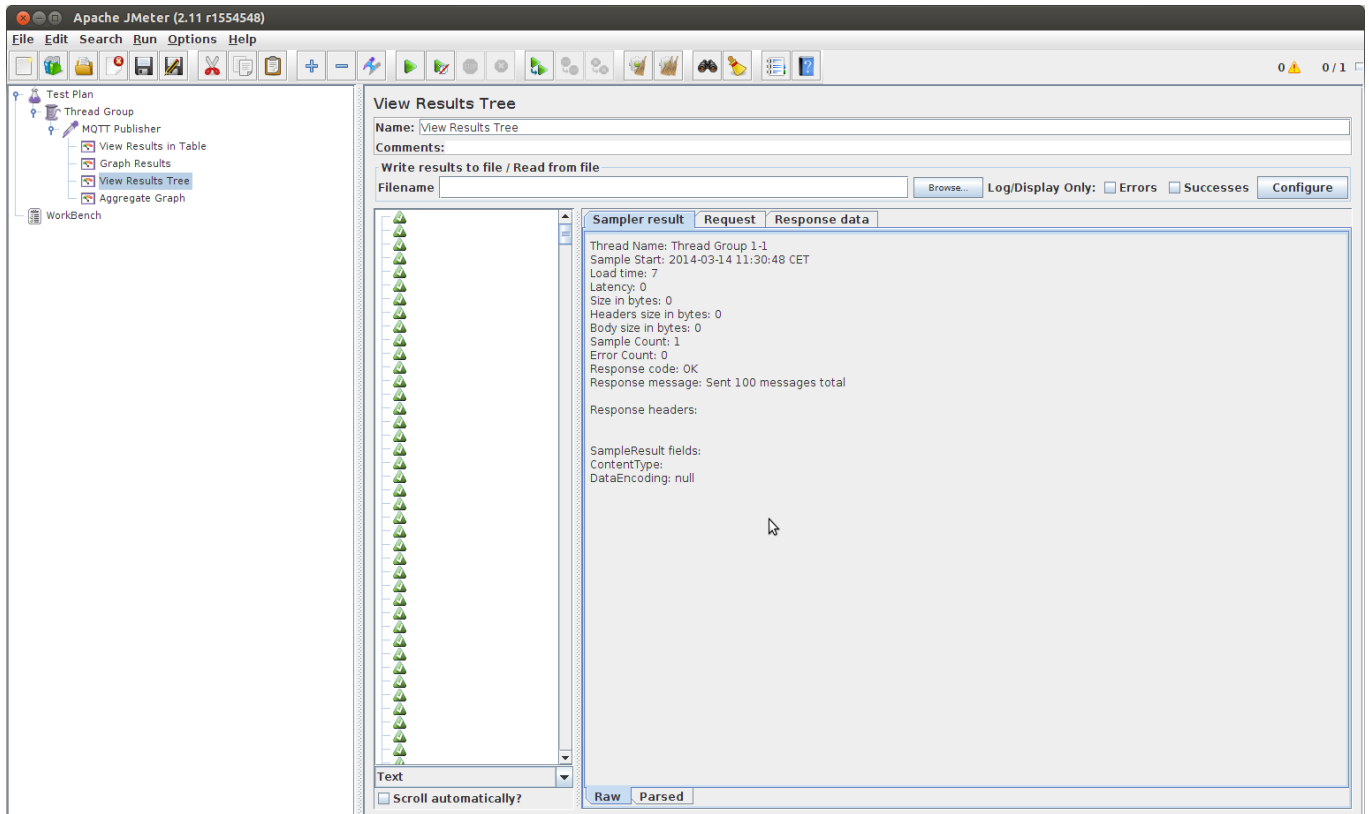 Apache JMeter (2.11 r1554548)
File Edit Search Run Options Help
0 0/1
Test Plan
Thread Group
MQTT Publisher
View Results in Table
Graph Results
View Results Tree
Aggregate Graph
WorkBench
View Results Tree
Name: View Results Tree
Comments:
Write results to file / Read from file
Filename Browse... Log/Display Only: Errors Successes Configure
Sampler result Request Response data
Thread Name: Thread Group 1-1
Sample Start: 2014-03-14 11:30:48 CET
Load time: 7
Latency: 0
Size in bytes: 0
Headers size in bytes: 0
Body size in bytes: 0
Sample Count: 1
Error Count: 0
Response code: OK
Response message: Sent 100 messages total
Response headers:
SampleResult fields:
ContentType:
DataEncoding: null
Text
Scroll automatically?
Raw Parsed